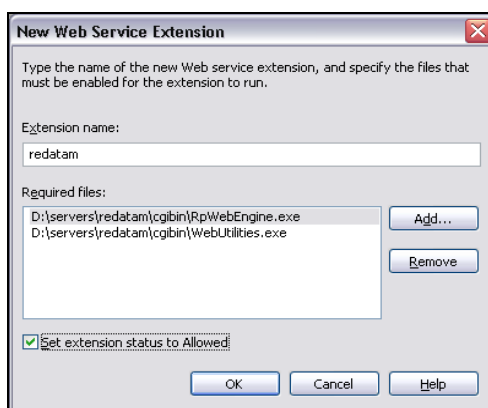 New Web Service Extension
Type the name of the new Web service extension, and specify the files that
must be enabled for the extension to run.
Extension name:
redatam
Required files:
D:\servers\redatam\cgibin\RpWebEngine.exe
D:\servers\redatam\cgibin\WebUtilities.exe
Add...
Remove
Set extension status to Allowed
OK
Cancel
Help